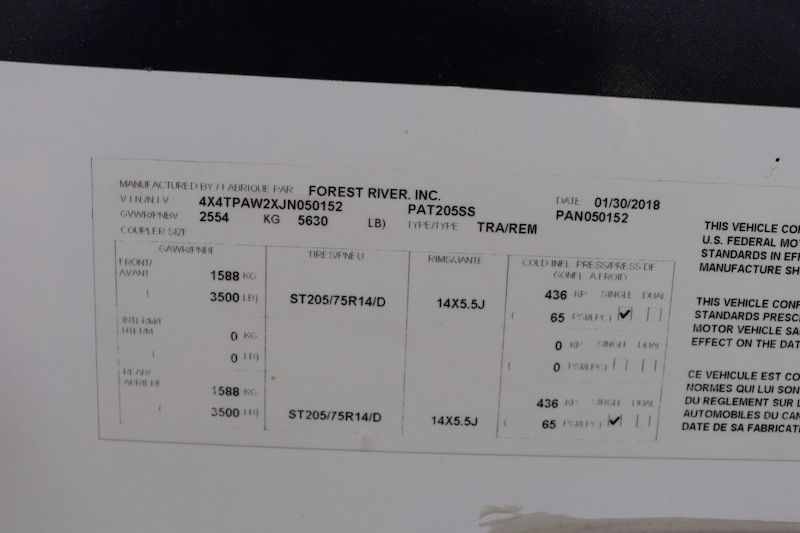 MANUFACTURED BY / FABRIQUE PAR FOREST RIVER, INC. DATE 01/30/2018
V.I.N./N.I.V.: 4X4TPAW2XJN050152 PAT205SS PAN050152
GVWR/PNBV 2554 KG 5630 LB) TYPE/TYPE TRA/REM
COUPLER SIZE
GAWR/PNBE TIRES/PNEU RIMS/JANTE COLD INFL. PRESS/PRESS DE
GONFL. A FROID
FRONT/
AVANT 1588 KG 436 KP SINGLE DUAL
( 3500 LB) ST205/75R14/D 14X5.5J ( 65 PSI/LPC) ✓
INTERM/
INTERM 0 KG 0 KP SINGLE DUAL
( 0 LB) ( 0 PSI/LPC)
REAR/
ARRIERE 1588 KG 436 KP SINGLE DUAL
( 3500 LB) ST205/75R14/D 14X5.5J ( 65 PSI/LPC) ✓
THIS VEHICLE CO
U.S. FEDERAL MOT
STANDARDS IN EFF
MANUFACTURE SH
THIS VEHICLE CONF
STANDARDS PRESC
MOTOR VEHICLE SA
EFFECT ON THE DAT
CE VEHICULE EST CO
NORMES QUI LUI SON
DU REGLEMENT SUR L
AUTOMOBILES DU CAN
DATE DE SA FABRICAT